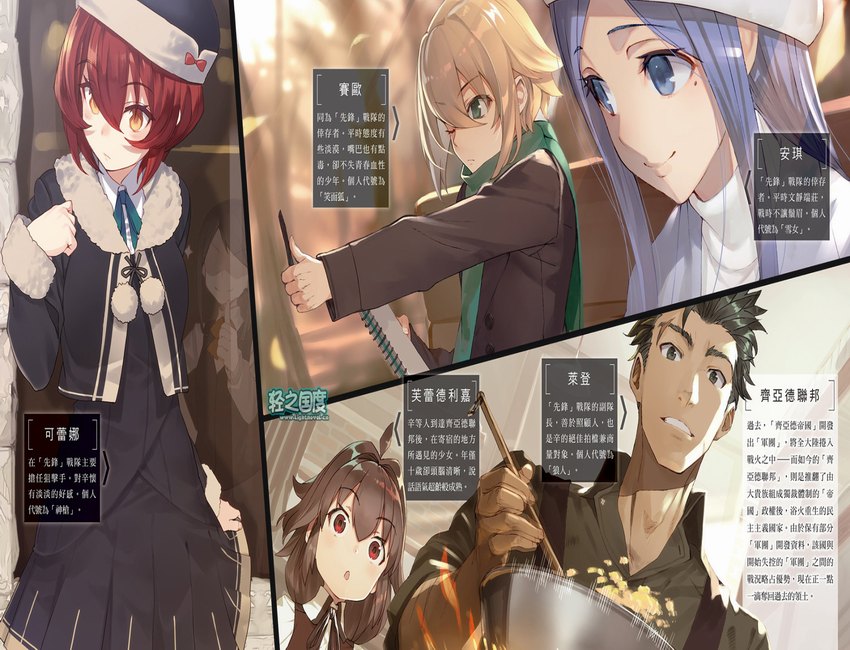 賽歐
同為「先鋒」戰隊的
倖存者。平時態度有
些淡漠，嘴巴也有點
毒，卻不失青春血性
的少年。個人代號為
「笑面狐」。
安琪
「先鋒」戰隊的倖存
者。平時文靜端莊，
戰時不讓鬚眉。個人
代號為「雪女」。
可蕾娜
在「先鋒」戰隊主要
擔任狙擊手。對辛懷
有淡淡的好感。個人
代號為「神槍」。
轻之国度
www.lightnovel.cn
芙蕾德利嘉
辛等人到達齊亞德聯
邦後，在寄宿的地方
所遇見的少女。年僅
十歲卻頭腦清晰，說
話語氣超齡般成熟。
萊登
「先鋒」戰隊的副隊
長。善於照顧人，也
是辛的絕佳拍檔兼商
量對象。個人代號為
「狼人」。
齊亞德聯邦
過去，「齊亞德帝國」開發
出「軍團」，將全大陸捲入
戰火之中——而如今的「齊
亞德聯邦」，則是推翻了由
大貴族組成獨裁體制的「帝
國」政權後，浴火重生的民
主主義國家。由於保有部分
「軍團」開發資料，該國與
開始失控的「軍團」之間的
戰況略占優勢，現在正一點
一滴奪回過去的領土。